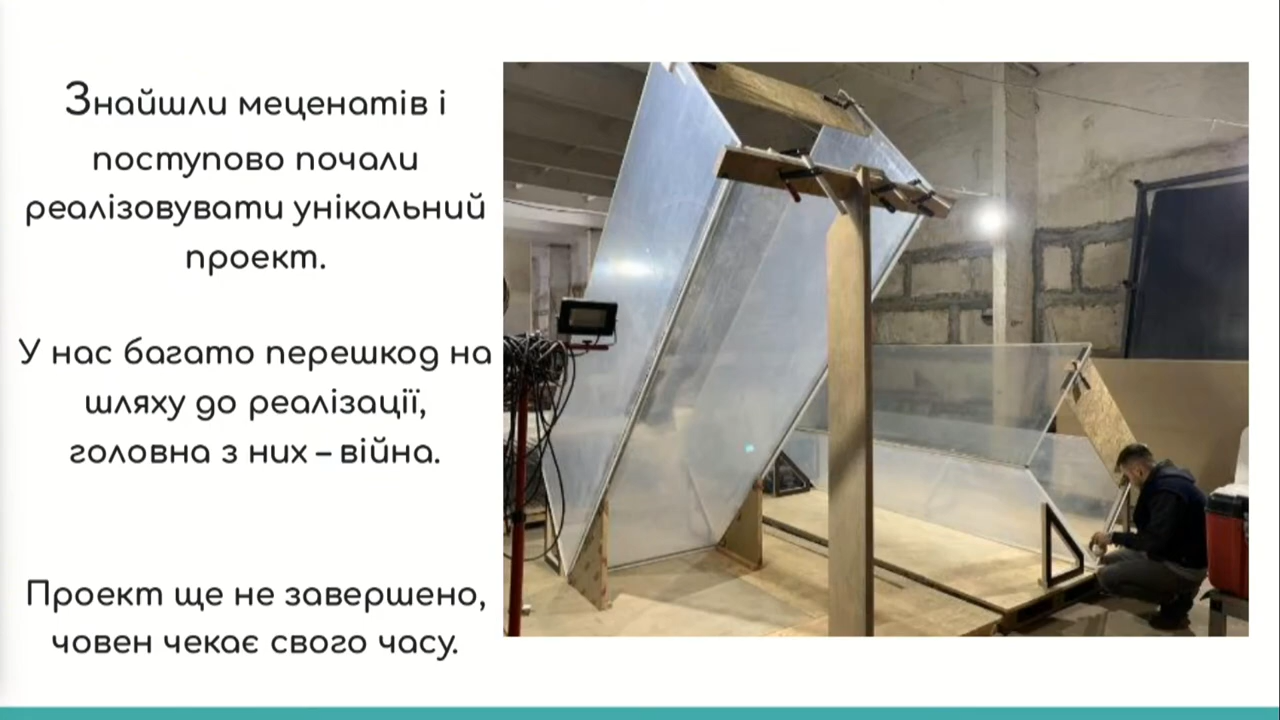 Знайшли меценатів і
поступово почали
реалізовувати унікальний
проект.
У нас багато перешкод на
шляху до реалізації,
головна з них – війна.
Проект ще не завершено,
човен чекає свого часу.